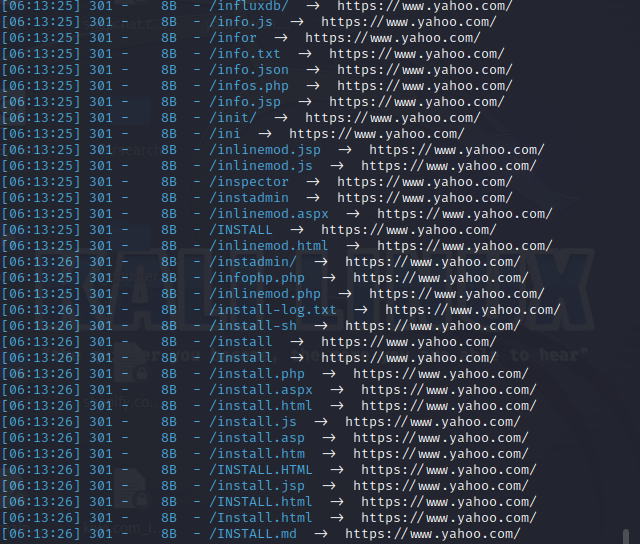 [06:13:25] 301 -    8B  - /influxdb/  ->  https://www.yahoo.com/
[06:13:25] 301 -    8B  - /info.js  ->  https://www.yahoo.com/
[06:13:25] 301 -    8B  - /infor  ->  https://www.yahoo.com/
[06:13:25] 301 -    8B  - /info.txt  ->  https://www.yahoo.com/
[06:13:25] 301 -    8B  - /info.json  ->  https://www.yahoo.com/
[06:13:25] 301 -    8B  - /infos.php  ->  https://www.yahoo.com/
[06:13:25] 301 -    8B  - /info.jsp  ->  https://www.yahoo.com/
[06:13:25] 301 -    8B  - /init/  ->  https://www.yahoo.com/
[06:13:25] 301 -    8B  - /ini  ->  https://www.yahoo.com/
[06:13:25] 301 -    8B  - /inlinemod.jsp  ->  https://www.yahoo.com/
[06:13:25] 301 -    8B  - /inlinemod.js  ->  https://www.yahoo.com/
[06:13:25] 301 -    8B  - /inspector  ->  https://www.yahoo.com/
[06:13:25] 301 -    8B  - /instadmin  ->  https://www.yahoo.com/
[06:13:25] 301 -    8B  - /inlinemod.aspx  ->  https://www.yahoo.com/
[06:13:25] 301 -    8B  - /INSTALL  ->  https://www.yahoo.com/
[06:13:25] 301 -    8B  - /inlinemod.html  ->  https://www.yahoo.com/
[06:13:25] 301 -    8B  - /instadmin/  ->  https://www.yahoo.com/
[06:13:25] 301 -    8B  - /infophp.php  ->  https://www.yahoo.com/
[06:13:26] 301 -    8B  - /inlinemod.php  ->  https://www.yahoo.com/
[06:13:26] 301 -    8B  - /install-log.txt  ->  https://www.yahoo.com/
[06:13:26] 301 -    8B  - /install-sh  ->  https://www.yahoo.com/
[06:13:26] 301 -    8B  - /install  ->  https://www.yahoo.com/
[06:13:26] 301 -    8B  - /Install  ->  https://www.yahoo.com/
[06:13:26] 301 -    8B  - /install.php  ->  https://www.yahoo.com/
[06:13:26] 301 -    8B  - /install.aspx  ->  https://www.yahoo.com/
[06:13:26] 301 -    8B  - /install.html  ->  https://www.yahoo.com/
[06:13:26] 301 -    8B  - /install.js  ->  https://www.yahoo.com/
[06:13:26] 301 -    8B  - /install.asp  ->  https://www.yahoo.com/
[06:13:26] 301 -    8B  - /install.htm  ->  https://www.yahoo.com/
[06:13:26] 301 -    8B  - /INSTALL.HTML  ->  https://www.yahoo.com/
[06:13:26] 301 -    8B  - /install.jsp  ->  https://www.yahoo.com/
[06:13:26] 301 -    8B  - /INSTALL.html  ->  https://www.yahoo.com/
[06:13:26] 301 -    8B  - /Install.html  ->  https://www.yahoo.com/
[06:13:26] 301 -    8B  - /INSTALL.md  ->  https://www.yahoo.com/